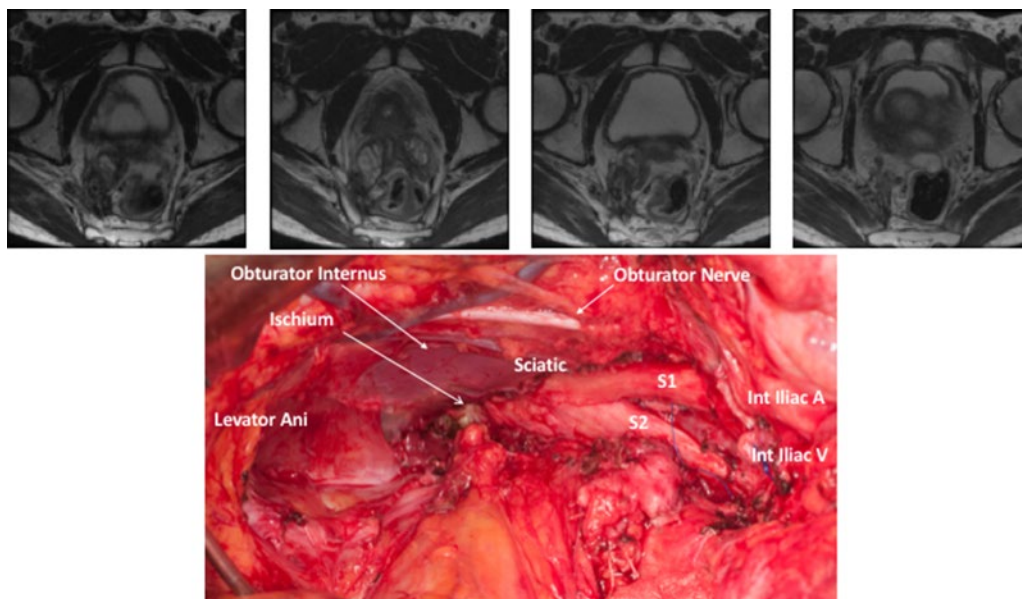 Obturator Internus
Obturator Nerve
Ischium
Sciatic
S1
Int Iliac A
Levator Ani
S2
Int Iliac V